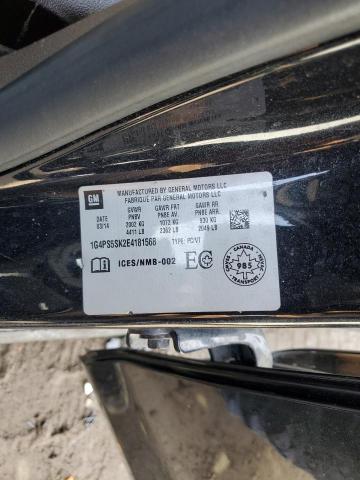 GM
MANUFACTURED BY GENERAL MOTORS LLC
FABRIQUE PAR GENERAL MOTORS LLC
DATE 03/14
GVWR PNBV 2002 KG 4411 LB
GAWR FRT PNBE AV. 1072 KG 2362 LB
GAWR RR PNBE ARR. 930 KG 2049 LB
1G4PS5SK2E4181568 TYPE: PC/VT
ICES/NMB-002 EC
CANADA
985
TRANSPORT